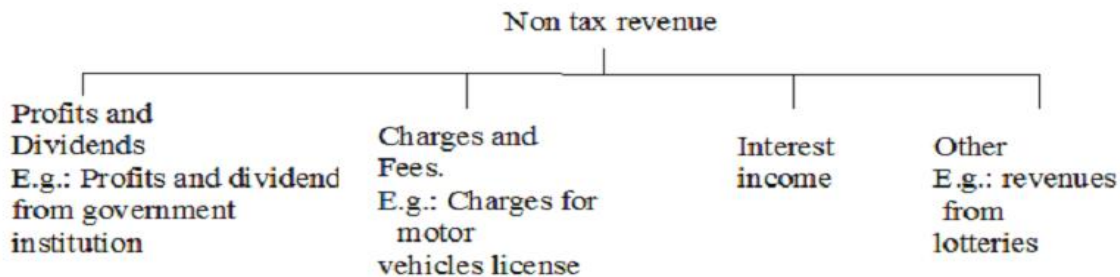 Non tax revenue
Profits and
Dividends
E.g.: Profits and dividend
from government
institution
Charges and
Fees.
E.g.: Charges for
motor
vehicles license
Interest
income
Other
E.g.: revenues
from
lotteries